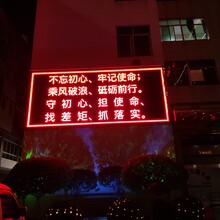 不忘初心、牢记使命；
乘风破浪、砥砺前行。
守初心、担使命、
找差距、抓落实。